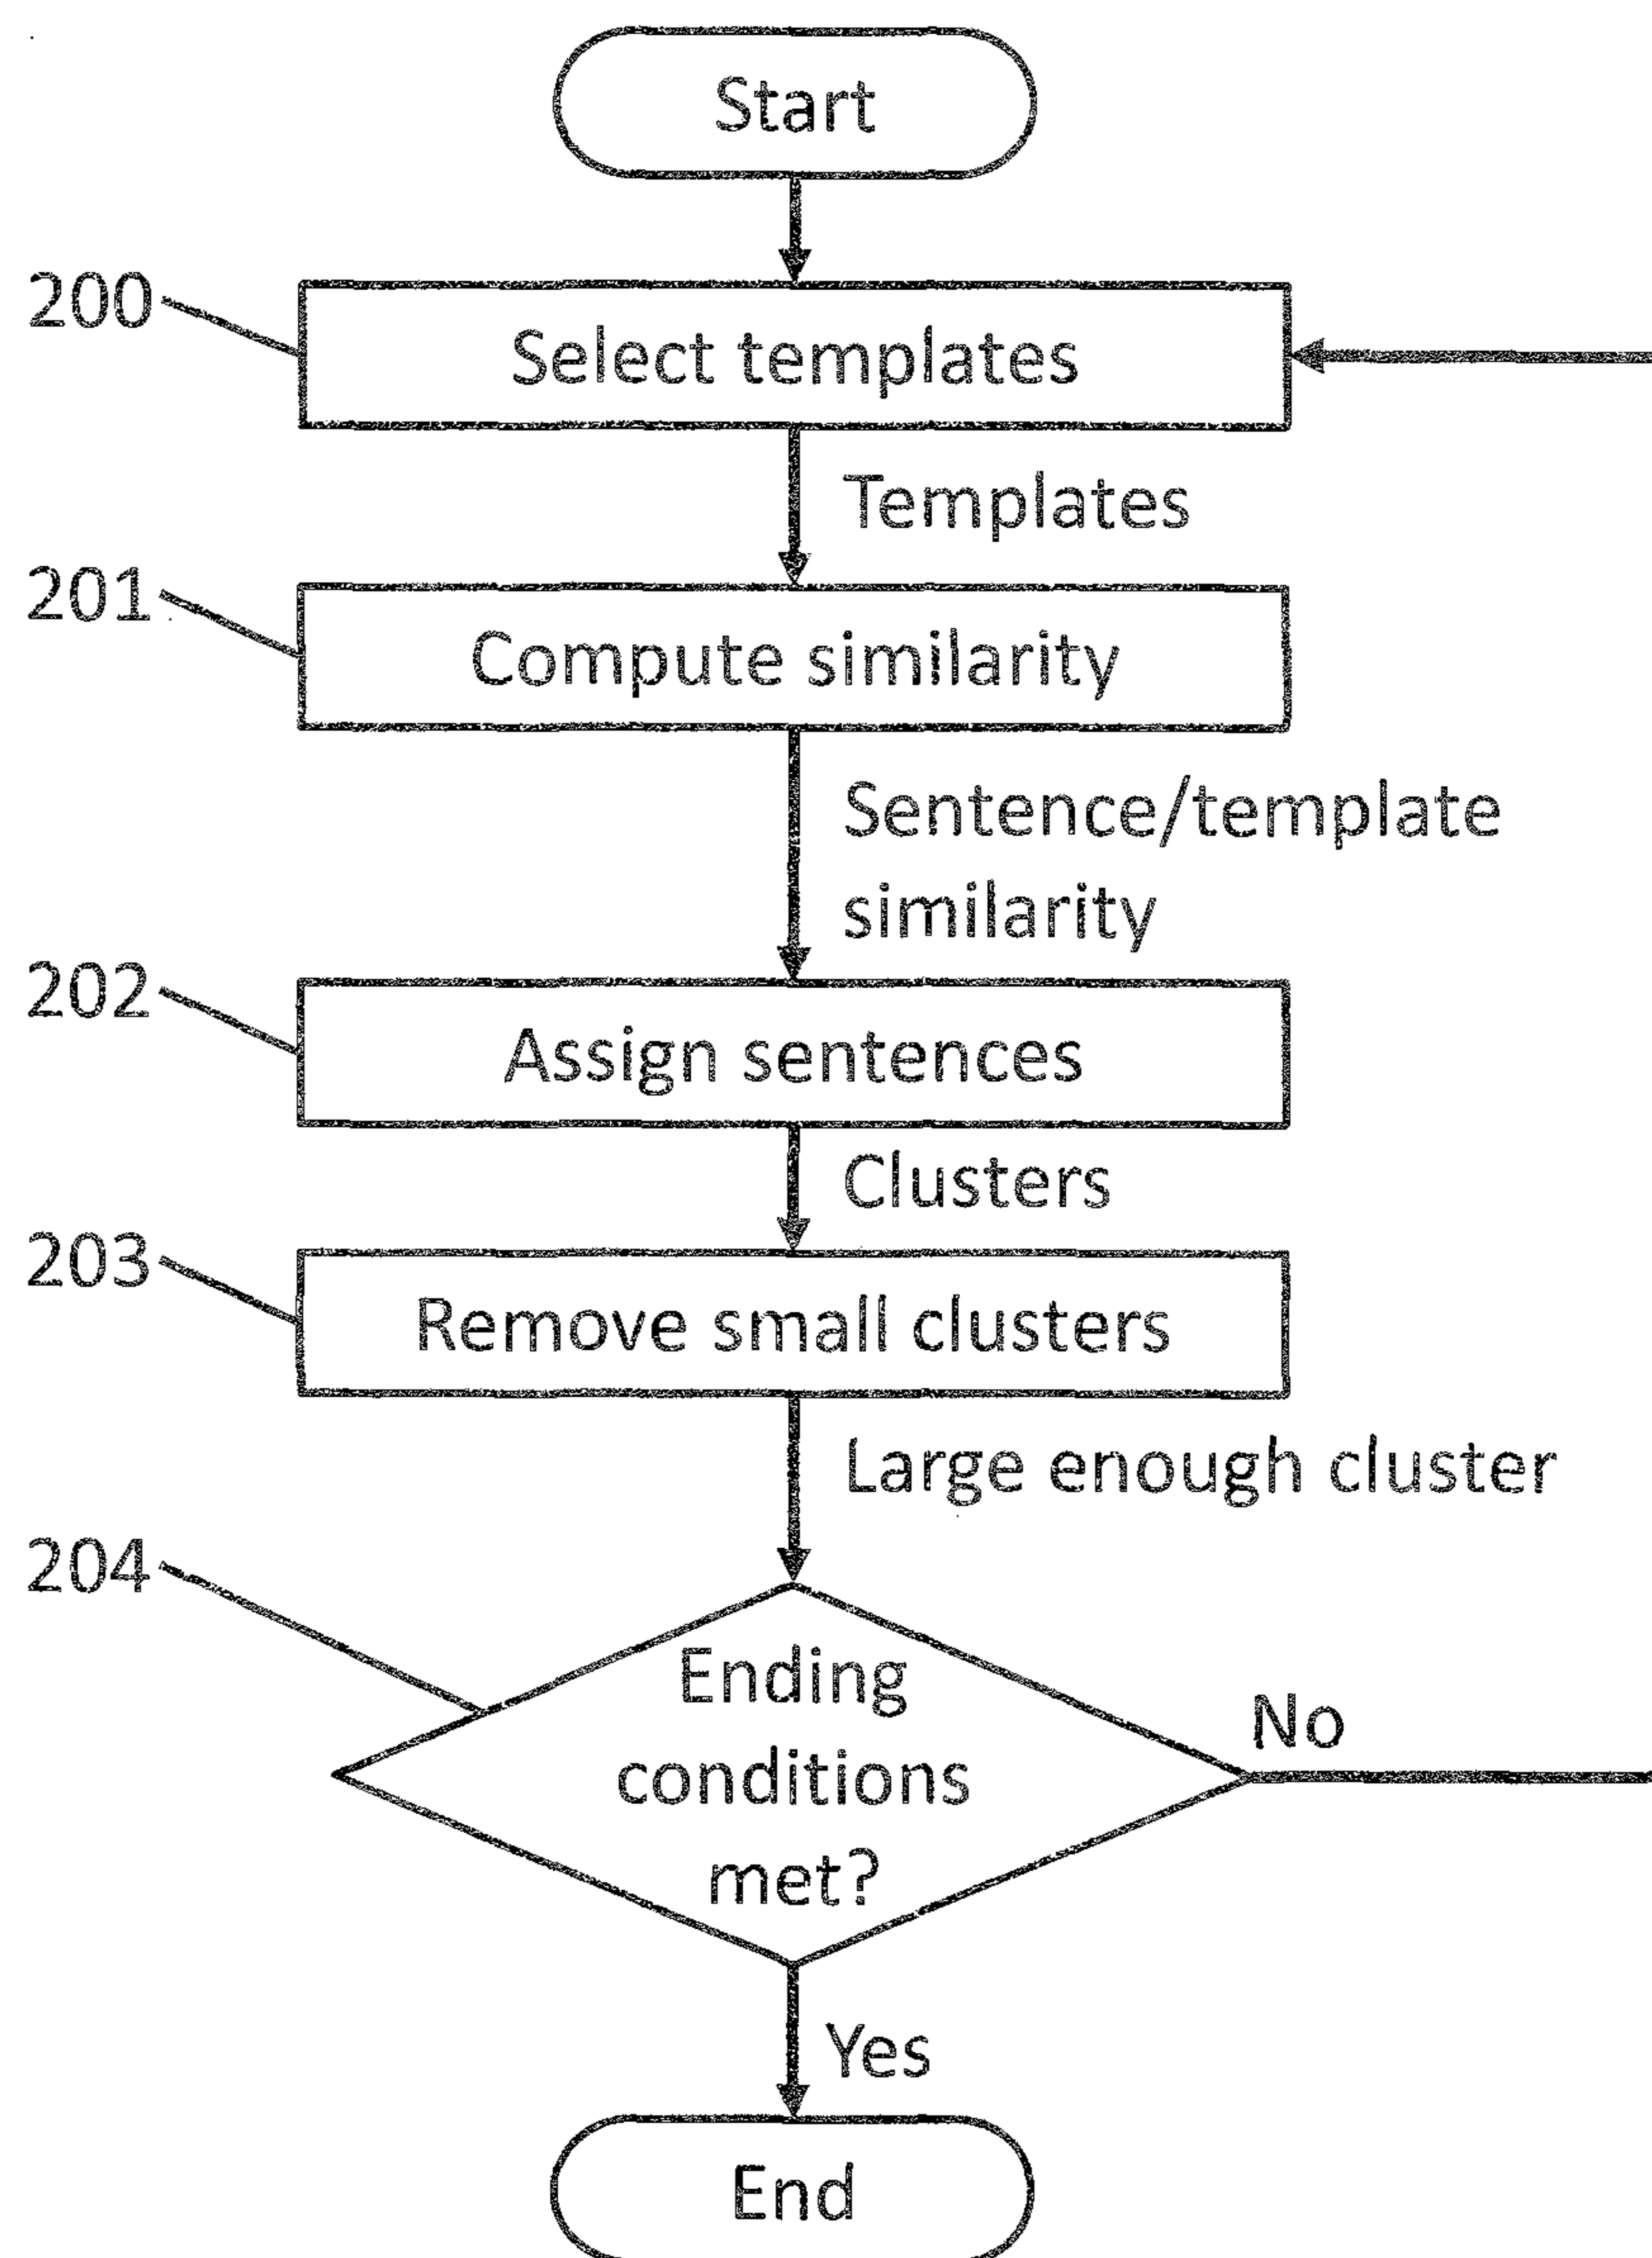 Start
200
Select templates
Templates
201
Compute similarity
Sentence/template
similarity
202
Assign sentences
Clusters
203
Remove small clusters
Large enough cluster
204
Ending
conditions
met?
No
Yes
End